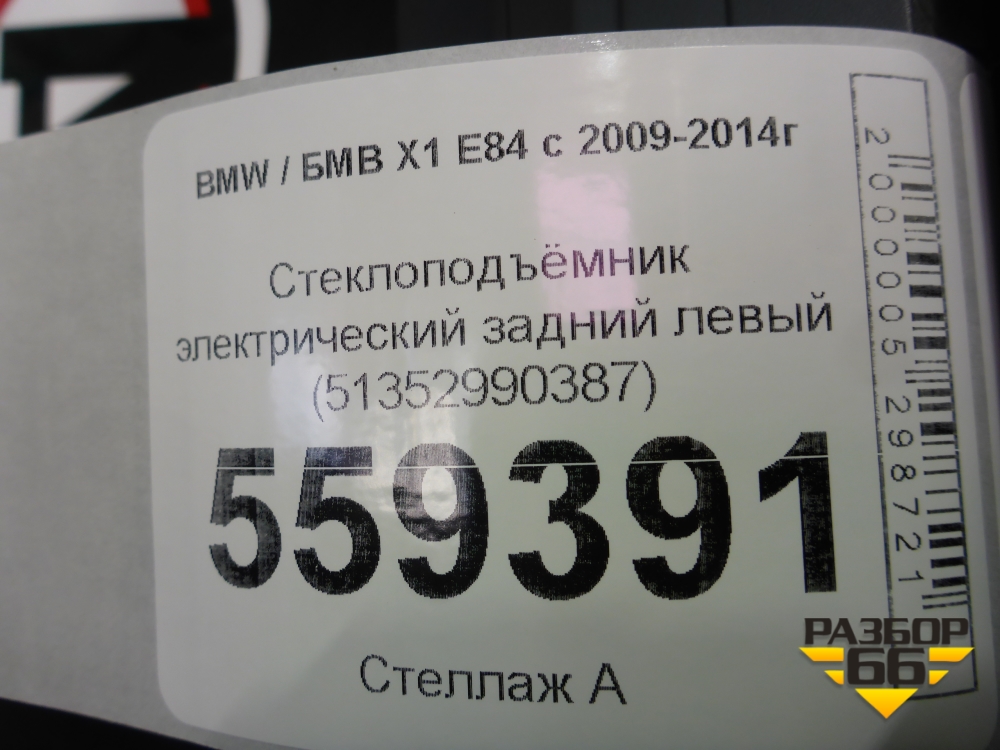 BMW / БМВ X1 E84 с 2009-2014г
Стеклоподъёмник
электрический задний левый
(51352990387)
559391
Стеллаж А
2000005298721
РАЗБОР
66